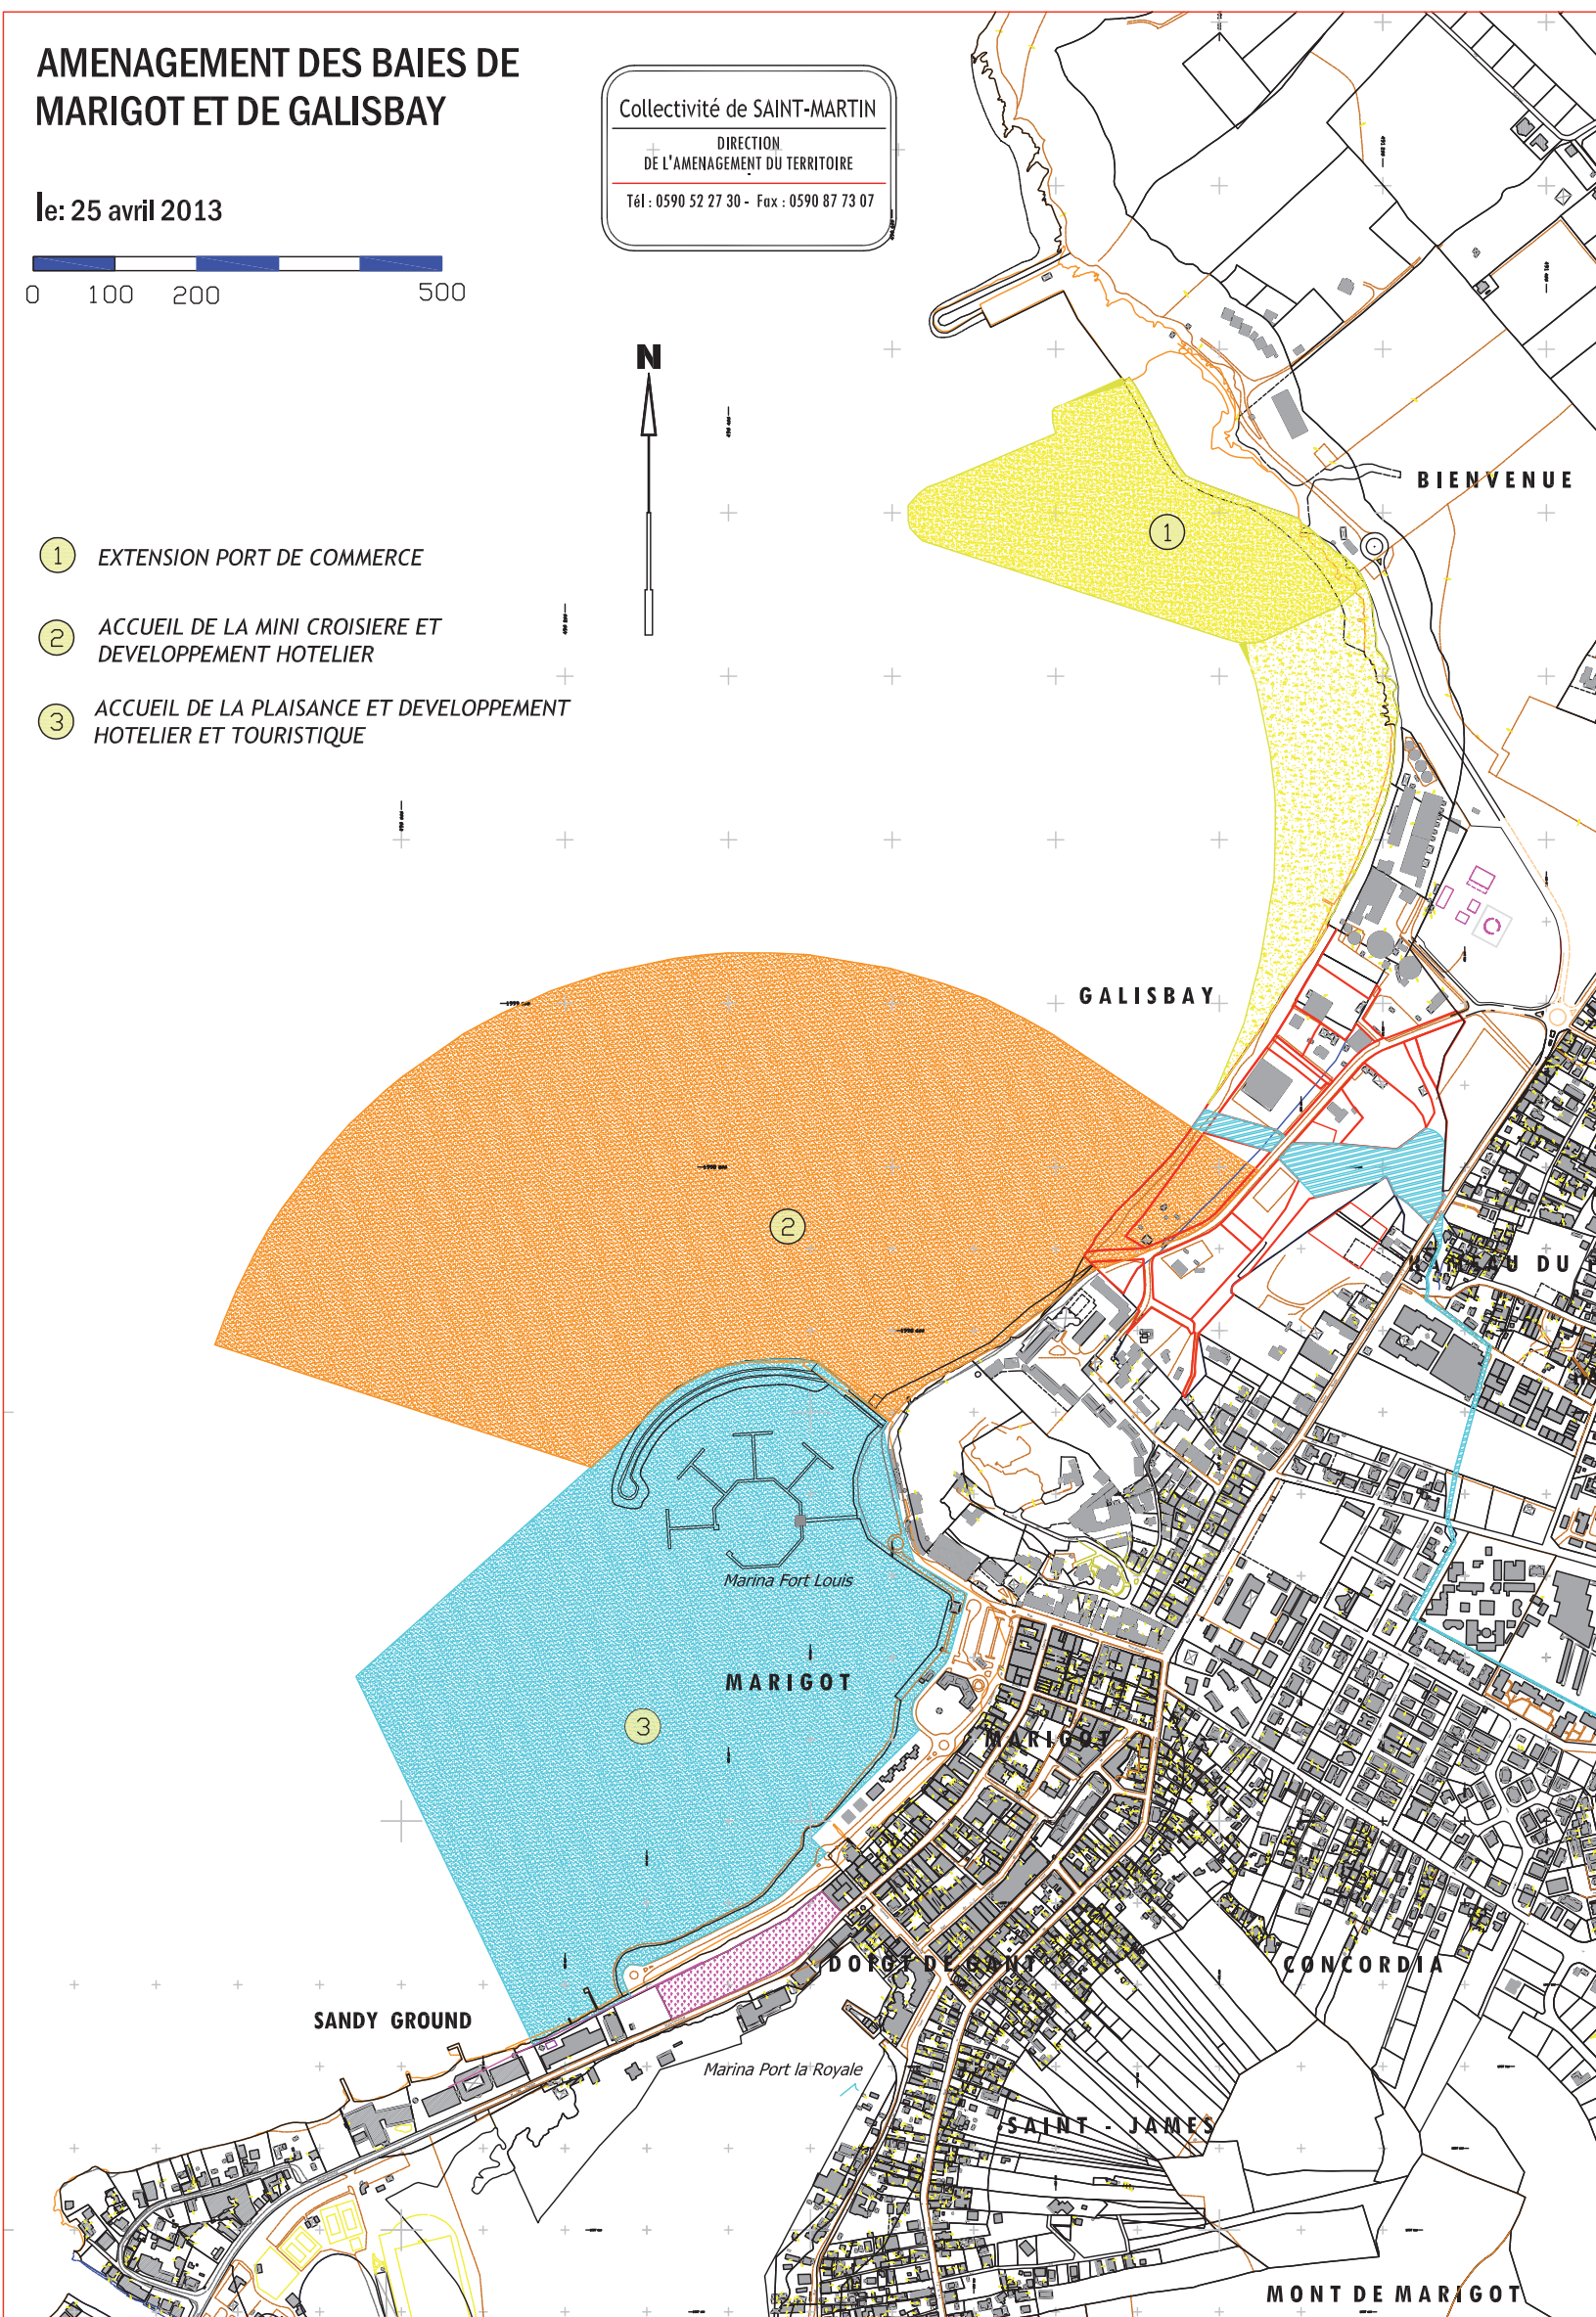 AMENAGEMENT DES BAIES DE
MARIGOT ET DE GALISBAY
le: 25 avril 2013
0 100 200 500
Collectivité de SAINT-MARTIN
DIRECTION
DE L'AMENAGEMENT DU TERRITOIRE
-
Tél : 0590 52 27 30 - Fax : 0590 87 73 07
N
1 EXTENSION PORT DE COMMERCE
2 ACCUEIL DE LA MINI CROISIERE ET
DEVELOPPEMENT HOTELIER
3 ACCUEIL DE LA PLAISANCE ET DEVELOPPEMENT
HOTELIER ET TOURISTIQUE
BIENVENUE
1
GALISBAY
2
DU
Marina Fort Louis
MARIGOT
3
MARIGOT
DOIGT DE GANT
CONCORDIA
SANDY GROUND
Marina Port la Royale
SAINT - JAMES
MONT DE MARIGOT